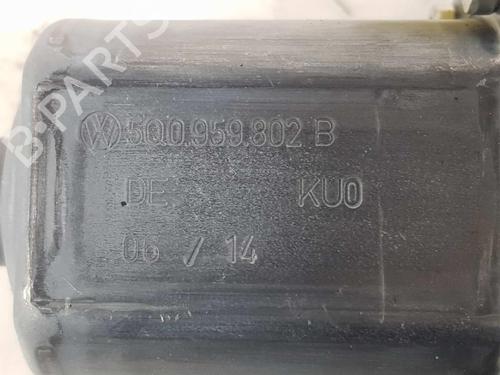 B-PARTS
5Q0.959.802 B
DE KU0
06 / 14